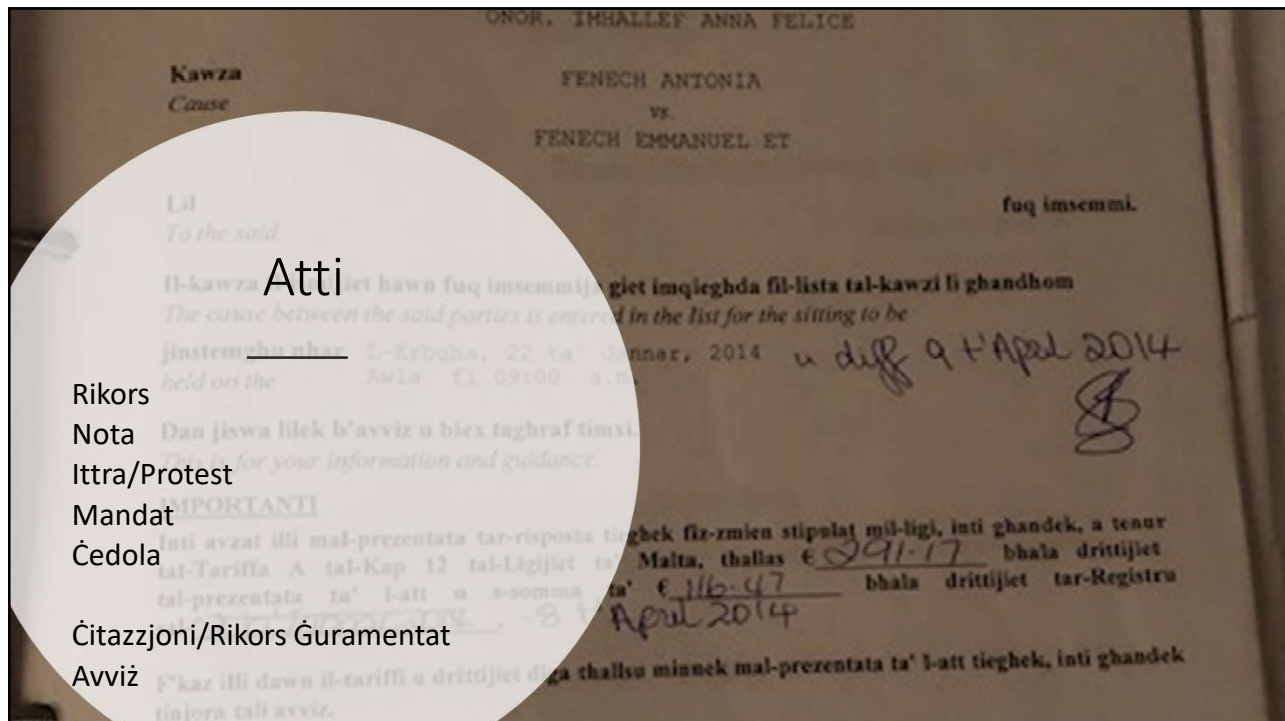 ONOR. IMHALLEF ANNA FELICE
Kawza
Cause
FENECH ANTONIA
vs.
FENECH EMMANUEL ET
Lil fuq imsemmi.
To the said
Atti
Il-kawza hawn fuq imsemmija giet imqieghda fil-lista tal-kawzi li ghandhom
The cause between the said parties is entered in the list for the sitting to be
jinstemghu nhar L-Erbgha, 22 ta' Jannar, 2014 u diff 9 t'April 2014
held on the Awla fi 09:00 a.m.
Rikors
Nota
Ittra/Protest
Mandat
Ċedola
Ċitazzjoni/Rikors Ġuramentat
Avviż
Dan jiswa lilek b'avviz u biex taghraf timxi.
This is for your information and guidance.
IMPORTANTI
Inti avzat illi mal-prezentata tar-risposta tieghek fiz-zmien stipulat mil-ligi, inti ghandek, a tenur
tat-Tariffa A tal-Kap 12 tal-Ligijiet ta' Malta, thallas € 291-17 bhala drittijiet
tal-prezentata ta' l-att u s-somma ta' € 116-47 bhala drittijiet tar-Registru
April 2014
F'kaz illi dawn it-tariffi u drittijiet diga thallsu minnek mal-prezentata ta' l-att tieghek, inti ghandek
tinjora tali avviz.